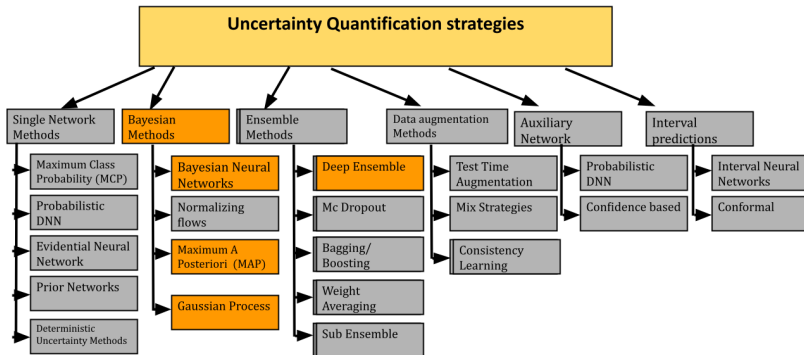 Uncertainty Quantification strategies
Single Network
Methods
Maximum Class
Probability (MCP)
Probabilistic
DNN
Evidential Neural
Network
Prior Networks
Deterministic
Uncertainty Methods
Bayesian
Methods
Bayesian Neural
Networks
Normalizing
flows
Maximum A
Posteriori (MAP)
Gaussian Process
Ensemble
Methods
Deep Ensemble
Mc Dropout
Bagging/
Boosting
Weight
Averaging
Sub Ensemble
Data augmentation
Methods
Test Time
Augmentation
Mix Strategies
Consistency
Learning
Auxiliary
Network
Probabilistic
DNN
Confidence based
Interval
predictions
Interval Neural
Networks
Conformal